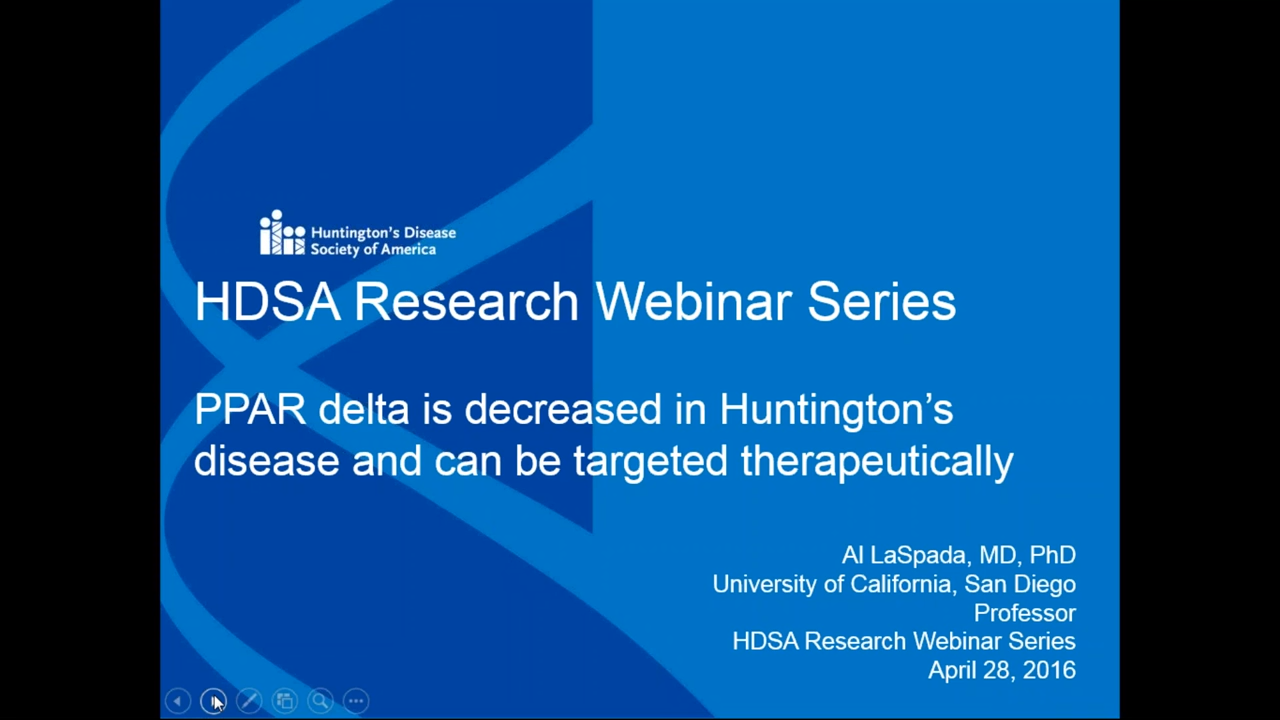 Huntington's Disease
Society of America
HDSA Research Webinar Series
PPAR delta is decreased in Huntington's
disease and can be targeted therapeutically
Al LaSpada, MD, PhD
University of California, San Diego
Professor
HDSA Research Webinar Series
April 28, 2016